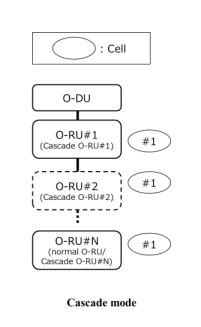 : Cell
O-DU
O-RU#1
(Cascade O-RU#1)
#1
O-RU#2
(Cascade O-RU#2)
#1
O-RU#N
(normal O-RU/
Cascade O-RU#N)
#1
Cascade mode